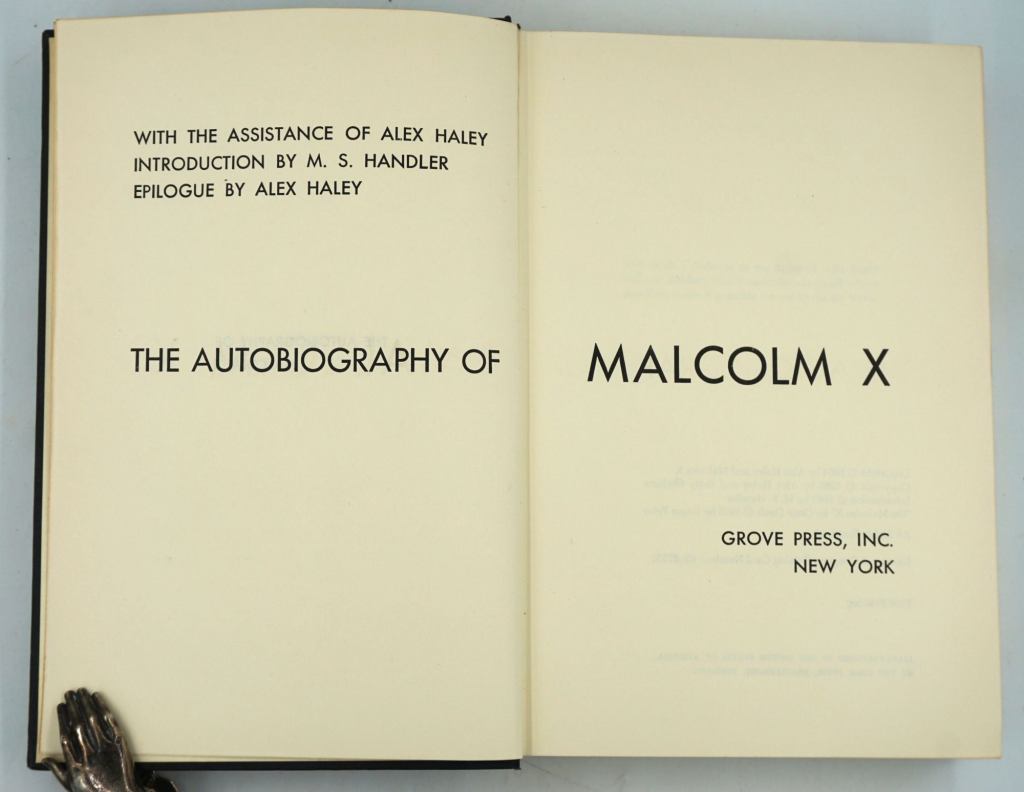 WITH THE ASSISTANCE OF ALEX HALEY
INTRODUCTION BY M. S. HANDLER
EPILOGUE BY ALEX HALEY
THE AUTOBIOGRAPHY OF MALCOLM X
GROVE PRESS, INC.
NEW YORK